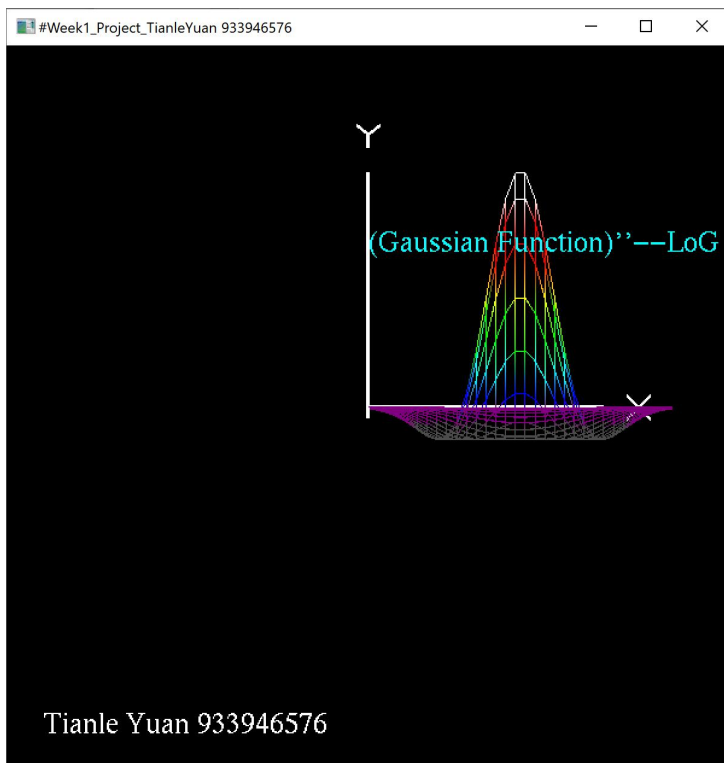 #Week1_Project_TianleYuan 933946576
Y
(Gaussian Function)’’--LoG
X
Tianle Yuan 933946576